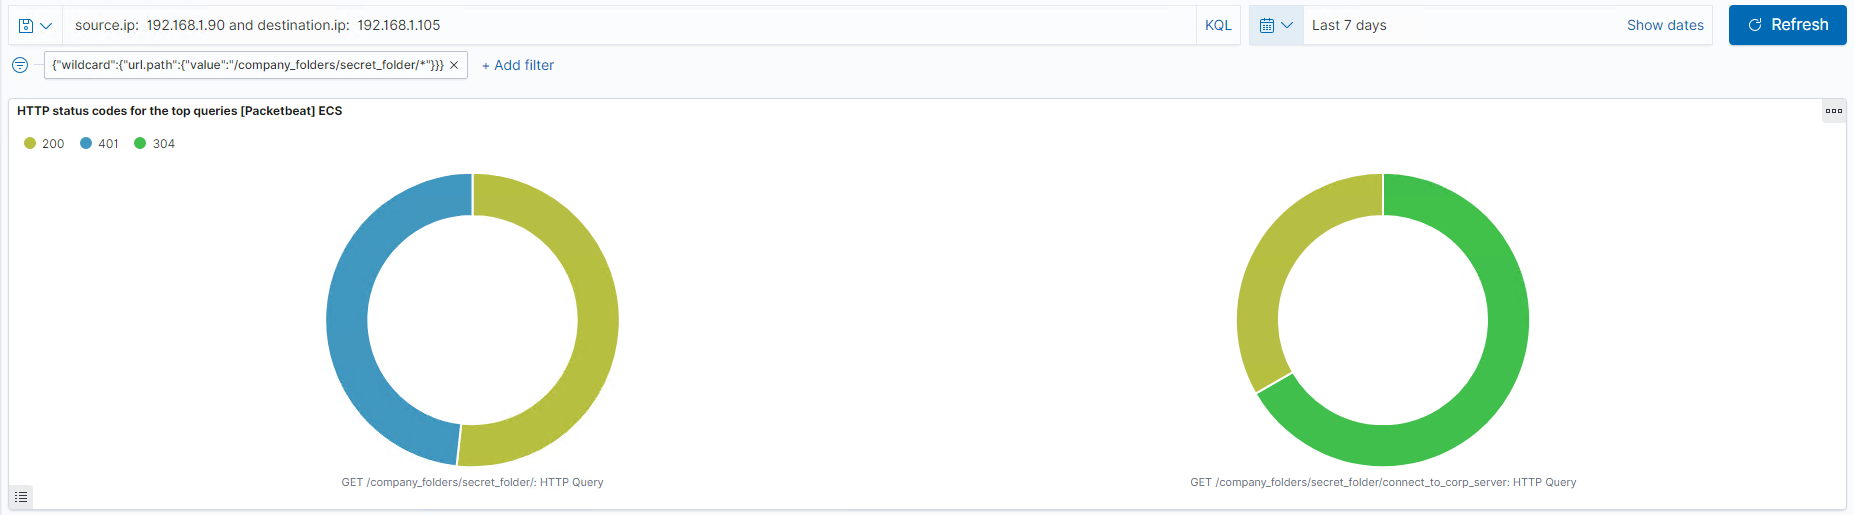 source.ip: 192.168.1.90 and destination.ip: 192.168.1.105 KQL Last 7 days Show dates Refresh
{"wildcard":{"url.path":{"value":"/company_folders/secret_folder/*"}}} × + Add filter
HTTP status codes for the top queries [Packetbeat] ECS
200 401 304
GET /company_folders/secret_folder/: HTTP Query GET /company_folders/secret_folder/connect_to_corp_server: HTTP Query